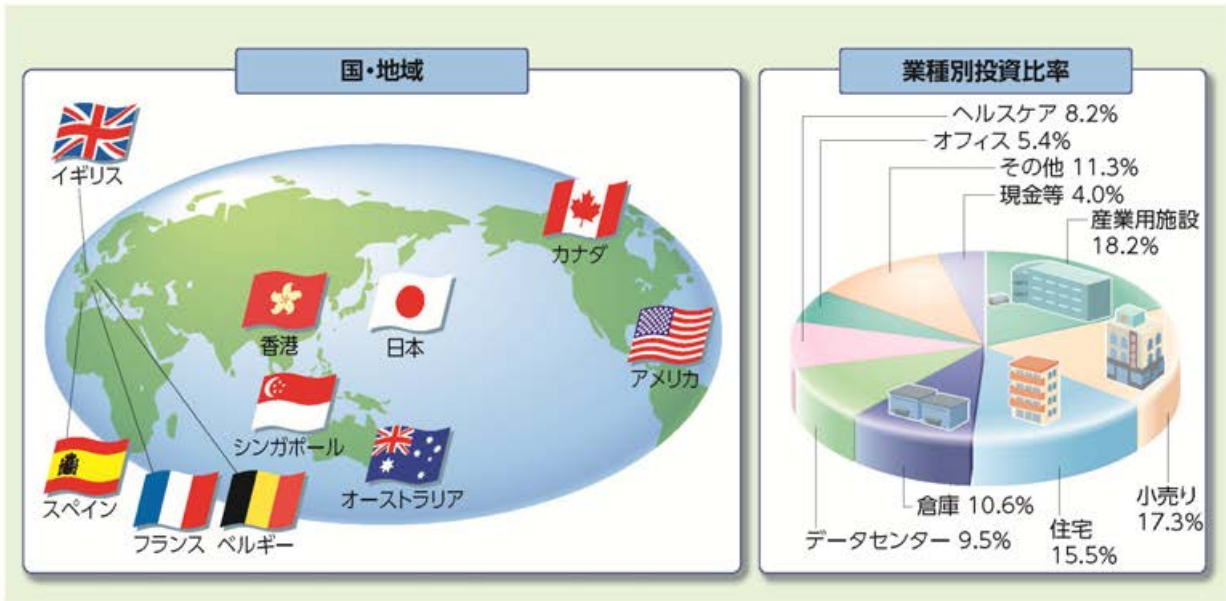 国・地域
イギリス
カナダ
香港
日本
アメリカ
シンガポール
オーストラリア
スペイン
フランス
ベルギー
業種別投資比率
ヘルスケア 8.2%
オフィス 5.4%
その他 11.3%
現金等 4.0%
産業用施設
18.2%
小売り
17.3%
住宅
15.5%
倉庫 10.6%
データセンター 9.5%